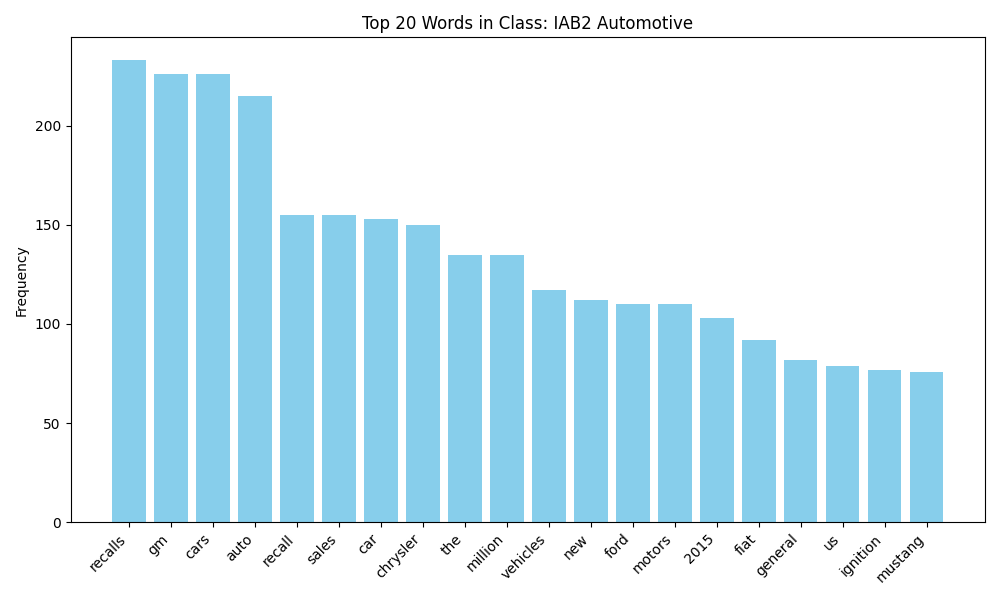 Top 20 Words in Class: IAB2 Automotive
Frequency
200
150
100
50
0
recalls
gm
cars
auto
recall
sales
car
chrysler
the
million
vehicles
new
ford
motors
2015
fiat
general
us
ignition
mustang